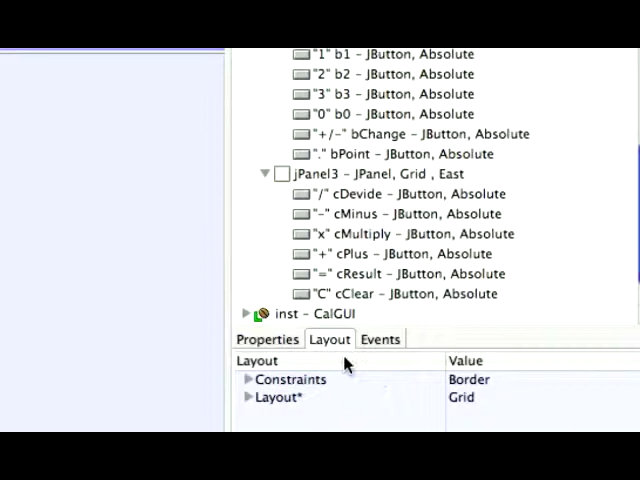 "1" b1 - JButton, Absolute
"2" b2 - JButton, Absolute
"3" b3 - JButton, Absolute
"0" b0 - JButton, Absolute
"+/-" bChange - JButton, Absolute
"." bPoint - JButton, Absolute
jPanel3 - JPanel, Grid , East
"/" cDevide - JButton, Absolute
"-" cMinus - JButton, Absolute
"x" cMultiply - JButton, Absolute
"+" cPlus - JButton, Absolute
"=" cResult - JButton, Absolute
"C" cClear - JButton, Absolute
inst - CalGUI
Properties Layout Events
Layout Value
Constraints Border
Layout* Grid